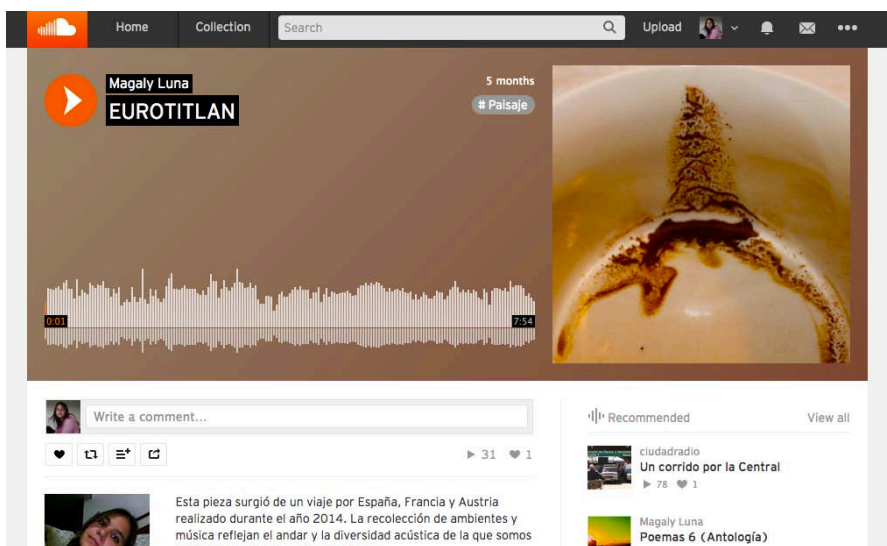 Home Collection Search Upload
Magaly Luna
5 months
EUROTITLAN
# Paisaje
0:01 7:54
Write a comment...
31 1
Recommended View all
ciudadradio
Un corrido por la Central
78 1
Esta pieza surgió de un viaje por España, Francia y Austria
realizado durante el año 2014. La recolección de ambientes y
música reflejan el andar y la diversidad acústica de la que somos
Magaly Luna
Poemas 6 (Antología)